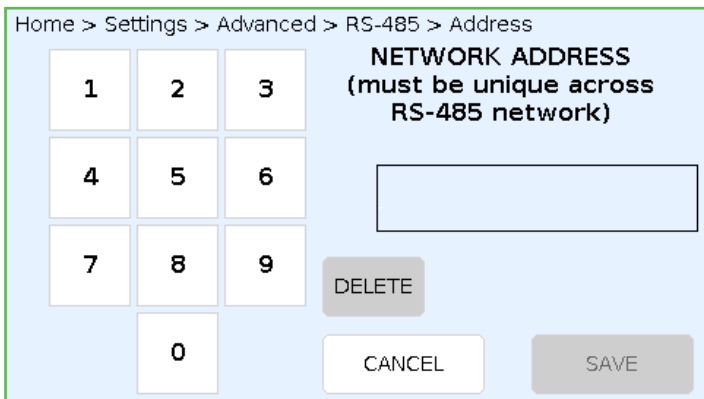 Home > Settings > Advanced > RS-485 > Address
NETWORK ADDRESS
(must be unique across
RS-485 network)
1 2 3
4 5 6
7 8 9
0
DELETE
CANCEL SAVE